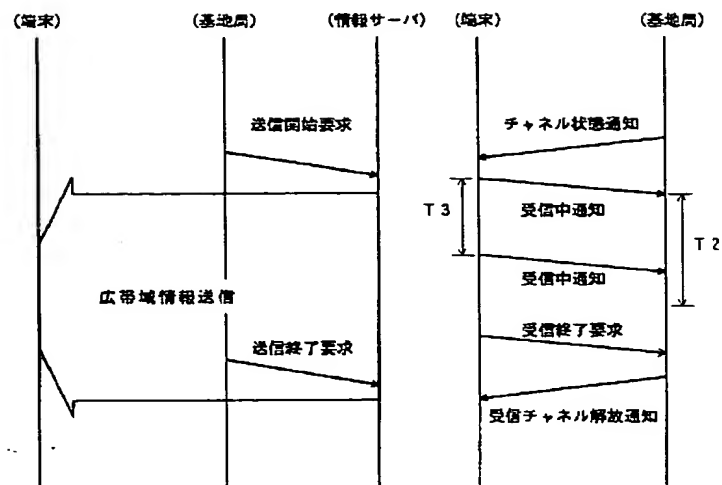 (端末)
(基地局)
(情報サーバ)
(端末)
(基地局)
送信開始要求
チャネル状態通知
T3
受信中通知
T2
受信中通知
広帯域情報送信
受信終了要求
送信終了要求
受信チャネル解放通知